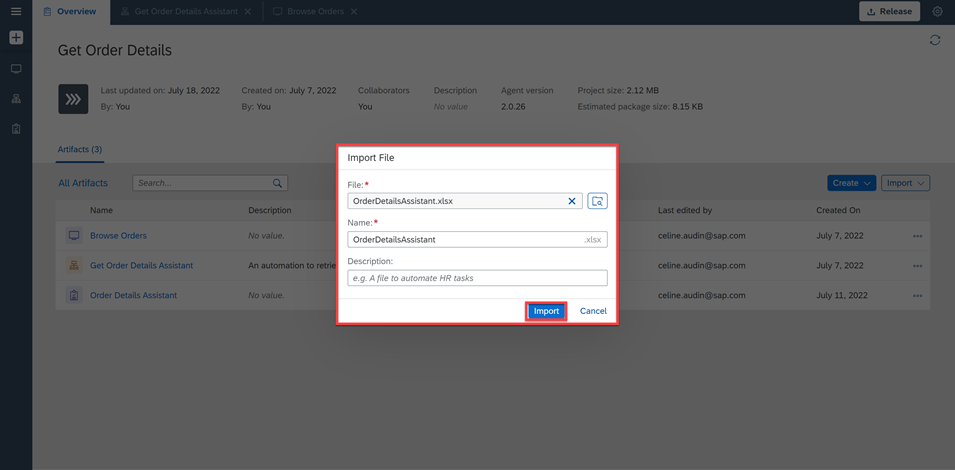 Overview
Get Order Details Assistant
Browse Orders
Release
Get Order Details
Last updated on: July 18, 2022
By: You
Created on: July 7, 2022
By: You
Collaborators
You
Description
No value
Agent version
2.0.26
Project size: 2.12 MB
Estimated package size: 8.15 KB
Artifacts (3)
All Artifacts
Search...
Create
Import
Name
Description
Last edited by
Created On
Browse Orders
No value.
celine.audin@sap.com
July 7, 2022
Get Order Details Assistant
An automation to retrie
celine.audin@sap.com
July 7, 2022
Order Details Assistant
No value.
celine.audin@sap.com
July 11, 2022
Import File
File:*
OrderDetailsAssistant.xlsx
Name:*
OrderDetailsAssistant .xlsx
Description:
e.g. A file to automate HR tasks
Import
Cancel